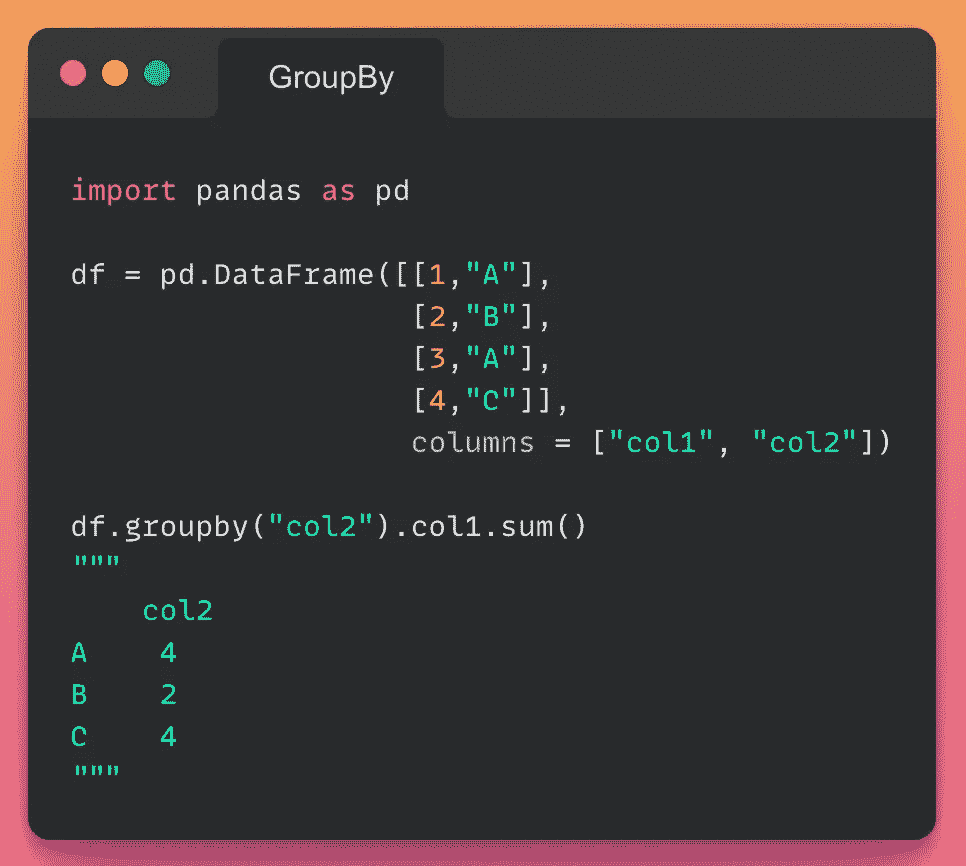 GroupBy
import pandas as pd
df = pd.DataFrame([[1,"A"],
[2,"B"],
[3,"A"],
[4,"C"]],
columns = ["col1", "col2"])
df.groupby("col2").col1.sum()
"""
col2
A 4
B 2
C 4
"""